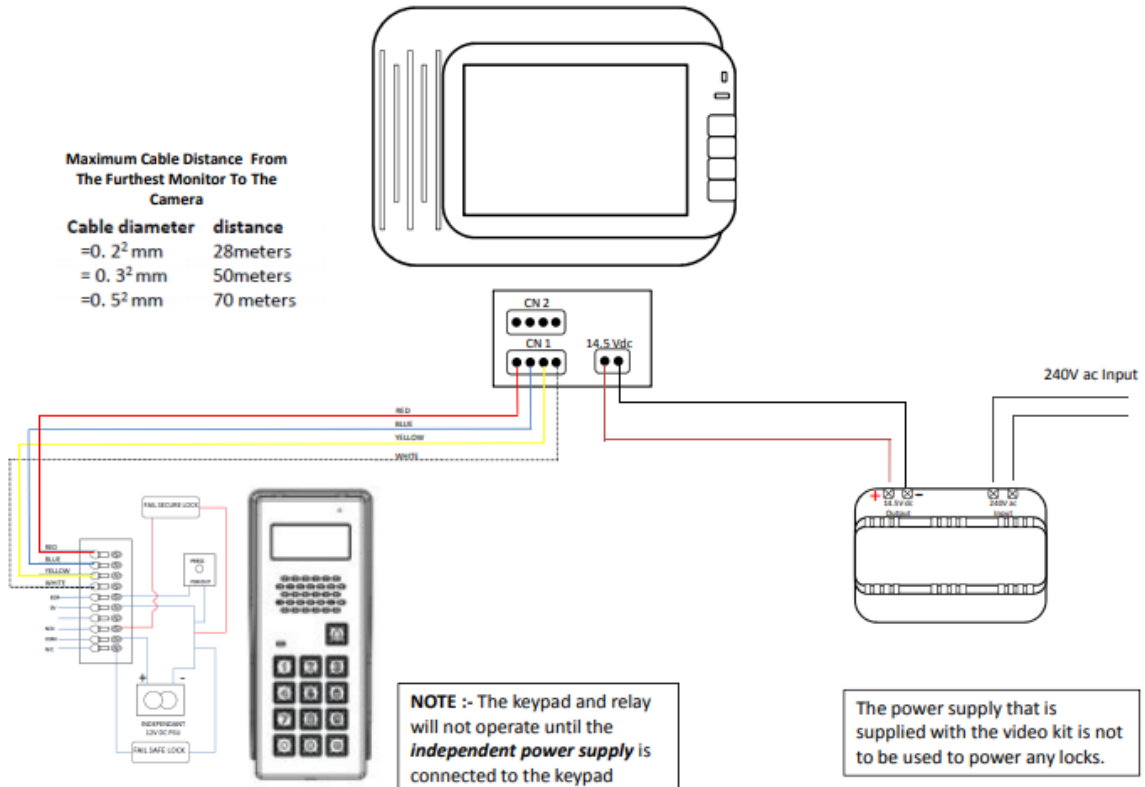 Maximum Cable Distance From
The Furthest Monitor To The
Camera
Cable diameter distance
=0. 2² mm 28meters
= 0. 3² mm 50meters
=0. 5² mm 70 meters
CN 2
CN 1
14.5 Vdc
240V ac Input
RED
BLUE
YELLOW
WHITE
+ −
14.5V dc
Output
240V ac
Input
FAIL SECURE LOCK
RED
BLUE
YELLOW
WHITE
PRESS
0V
N/O
COM
N/C
+ -
INDEPENDANT
12V DC PSU
FAIL SAFE LOCK
NOTE :- The keypad and relay
will not operate until the
independent power supply is
connected to the keypad
The power supply that is
supplied with the video kit is not
to be used to power any locks.